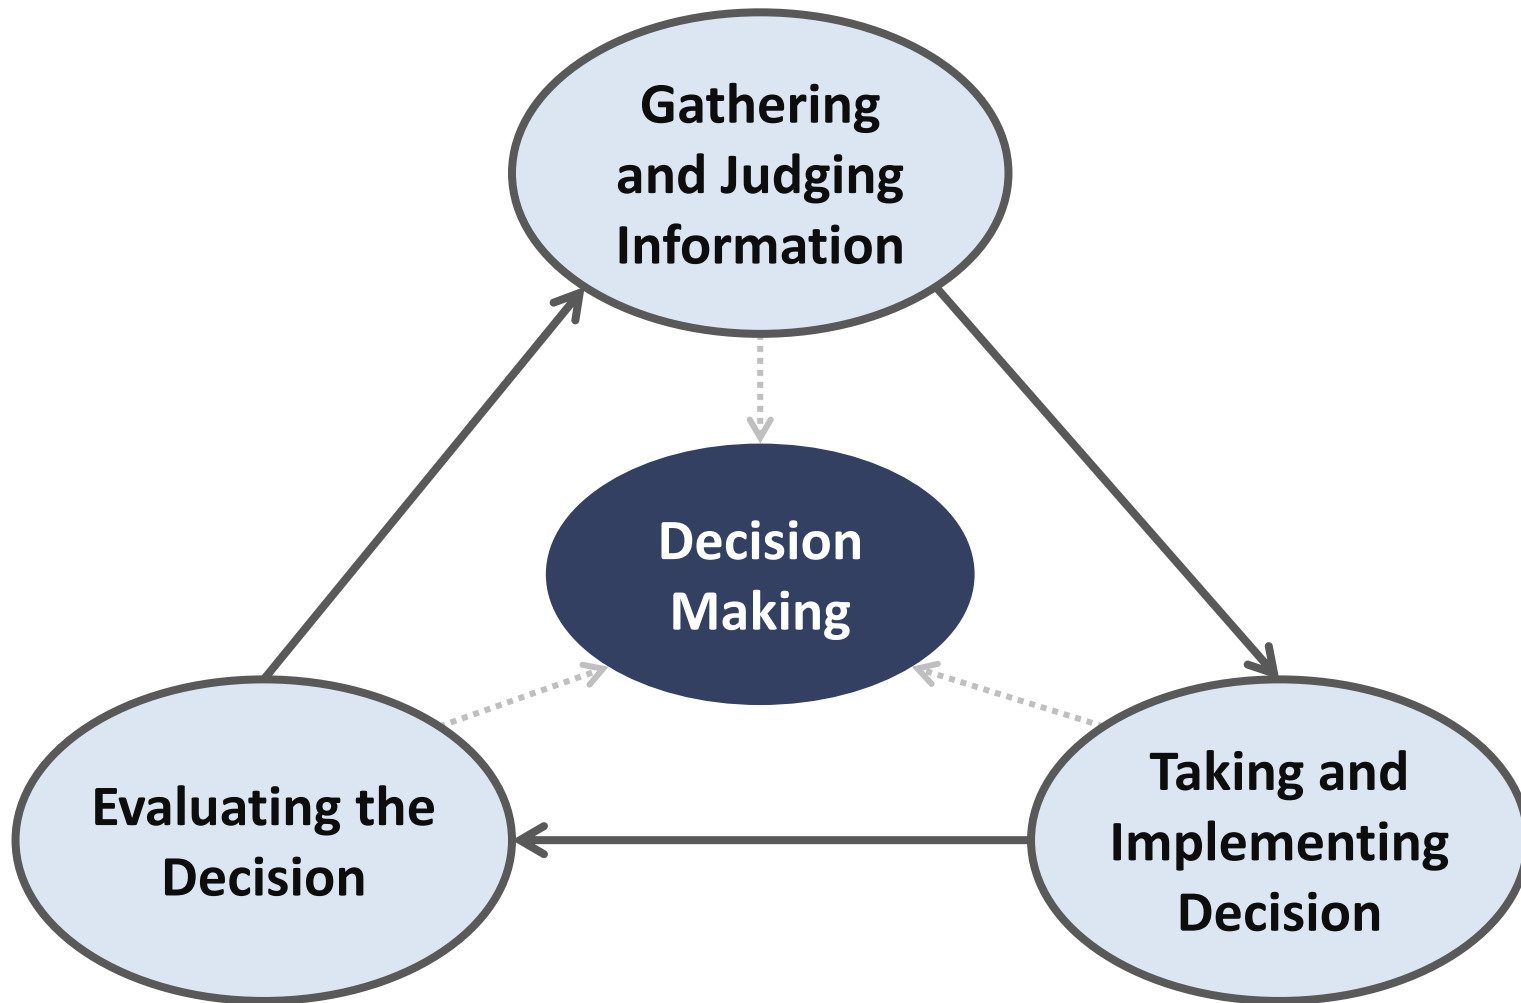 Gathering
and Judging
Information
Decision
Making
Evaluating the
Decision
Taking and
Implementing
Decision